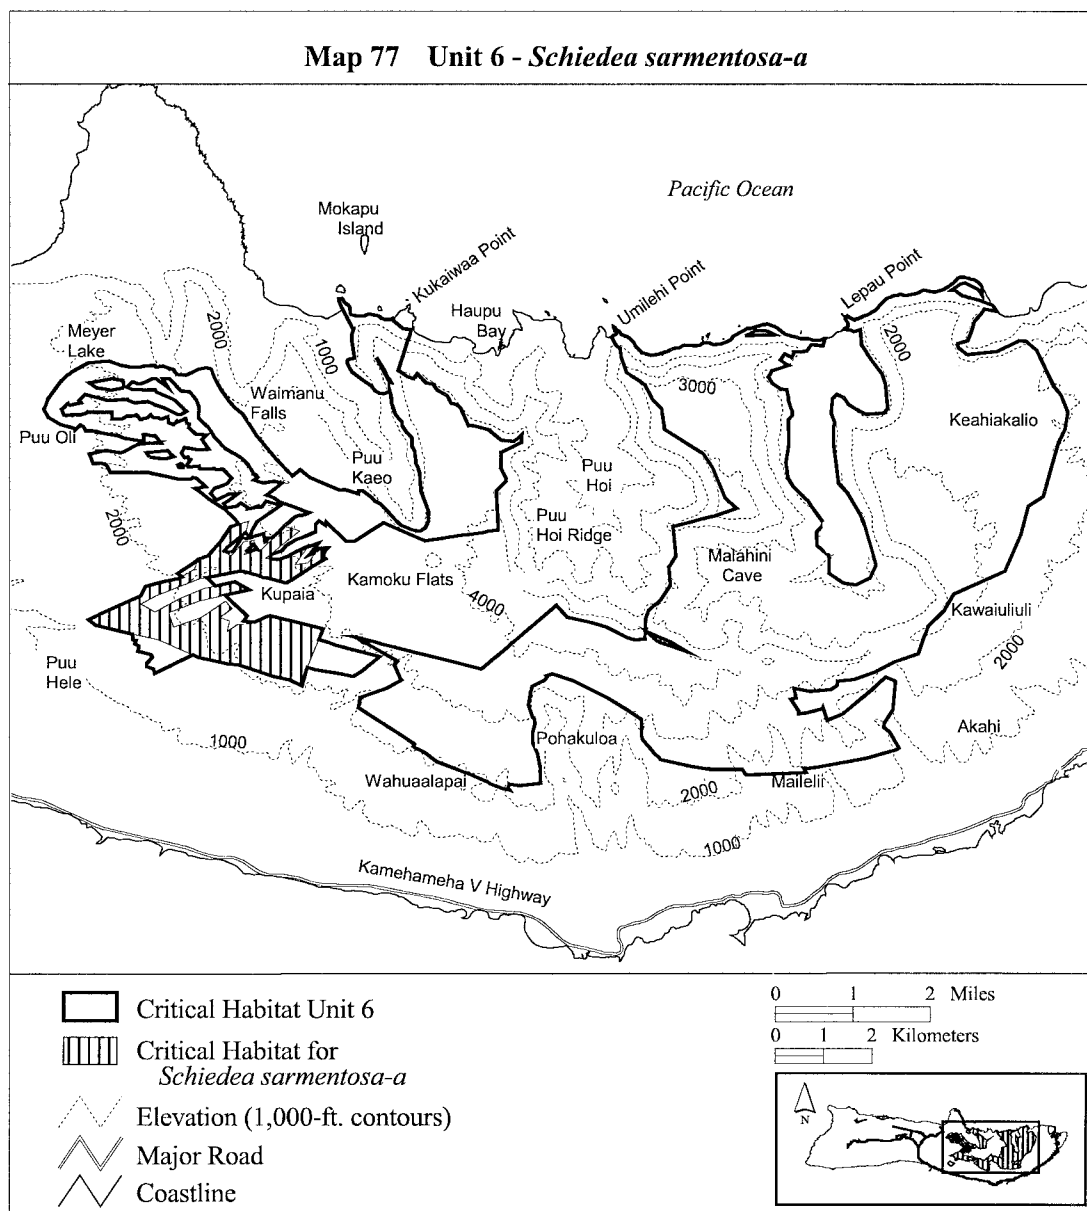 Map 77 Unit 6 - Schiedea sarmentosa-a
Pacific Ocean
Mokapu
Island
Kukaiwaa Point
Haupu
Bay
Umilehi Point
Lepau Point
Meyer
Lake
2000
1000
2000
3000
Waimanu
Falls
Keahiakalio
Puu Oli
Puu
Kaeo
Puu
Hoi
2000
Puu
Hoi Ridge
Malahini
Cave
Kamoku Flats
Kupaia
4000
Kawaiuliuli
2000
Puu
Hele
1000
Pohakuloa
Akahi
Wahuaalapai
2000
Mailelii
1000
Kamehameha V Highway
Critical Habitat Unit 6
Critical Habitat for
Schiedea sarmentosa-a
Elevation (1,000-ft. contours)
Major Road
Coastline
0 1 2 Miles
0 1 2 Kilometers
N